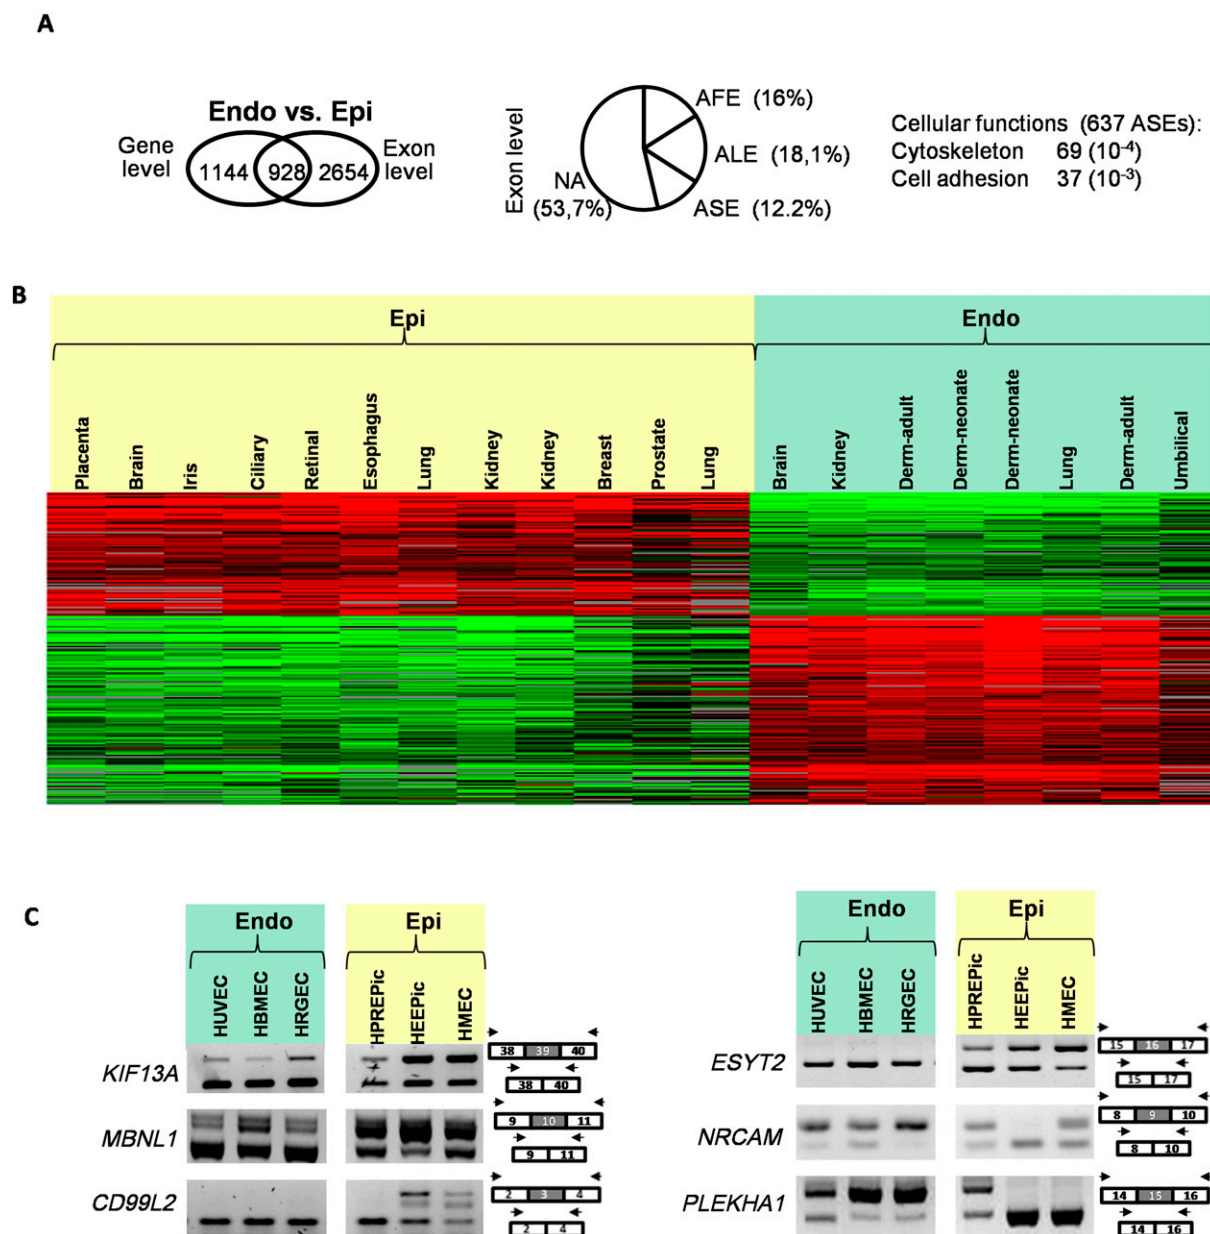 A
Endo vs. Epi
Gene level
1144
928
2654
Exon level
Exon level
AFE (16%)
ALE (18,1%)
ASE (12.2%)
NA (53,7%)
Cellular functions (637 ASEs):
Cytoskeleton 69 (10⁻⁴)
Cell adhesion 37 (10⁻³)
B
Epi
Endo
Placenta
Brain
Iris
Ciliary
Retinal
Esophagus
Lung
Kidney
Kidney
Breast
Prostate
Lung
Brain
Kidney
Derm-adult
Derm-neonate
Derm-neonate
Lung
Derm-adult
Umbilical
C
Endo
Epi
HUVEC
HBMEC
HRGEC
HPREPic
HEEPic
HMEC
KIF13A
38 39 40
38 40
MBNL1
9 10 11
9 11
CD99L2
2 3 4
2 4
Endo
Epi
HUVEC
HBMEC
HRGEC
HPREPic
HEEPic
HMEC
ESYT2
15 16 17
15 17
NRCAM
8 9 10
8 10
PLEKHA1
14 15 16
14 16